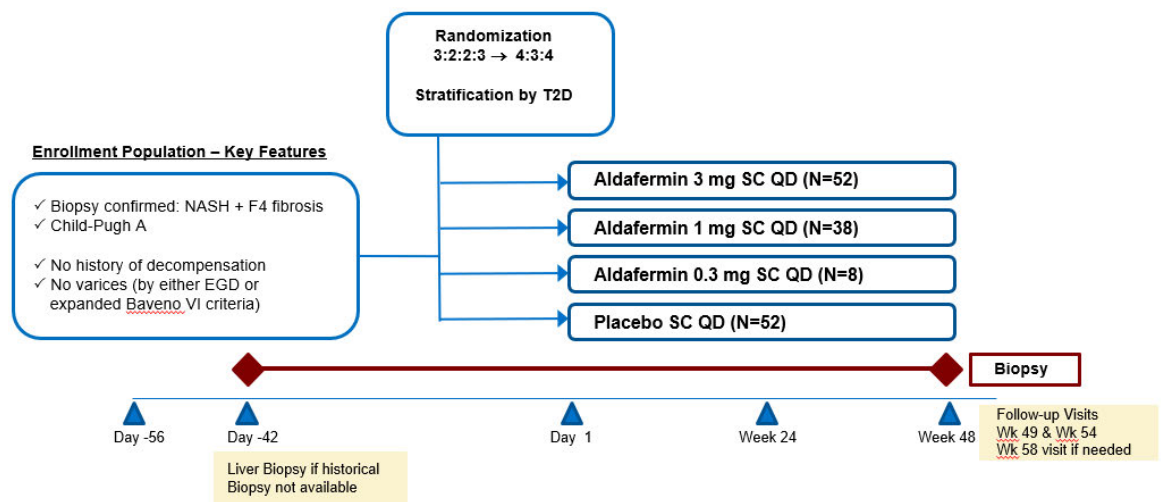 Randomization
3:2:2:3 → 4:3:4
Stratification by T2D
Enrollment Population – Key Features
✓ Biopsy confirmed: NASH + F4 fibrosis
✓ Child-Pugh A
✓ No history of decompensation
✓ No varices (by either EGD or
expanded Baveno VI criteria)
Aldafermin 3 mg SC QD (N=52)
Aldafermin 1 mg SC QD (N=38)
Aldafermin 0.3 mg SC QD (N=8)
Placebo SC QD (N=52)
Biopsy
Day -56
Day -42
Day 1
Week 24
Week 48
Liver Biopsy if historical
Biopsy not available
Follow-up Visits
Wk 49 & Wk 54
Wk 58 visit if needed